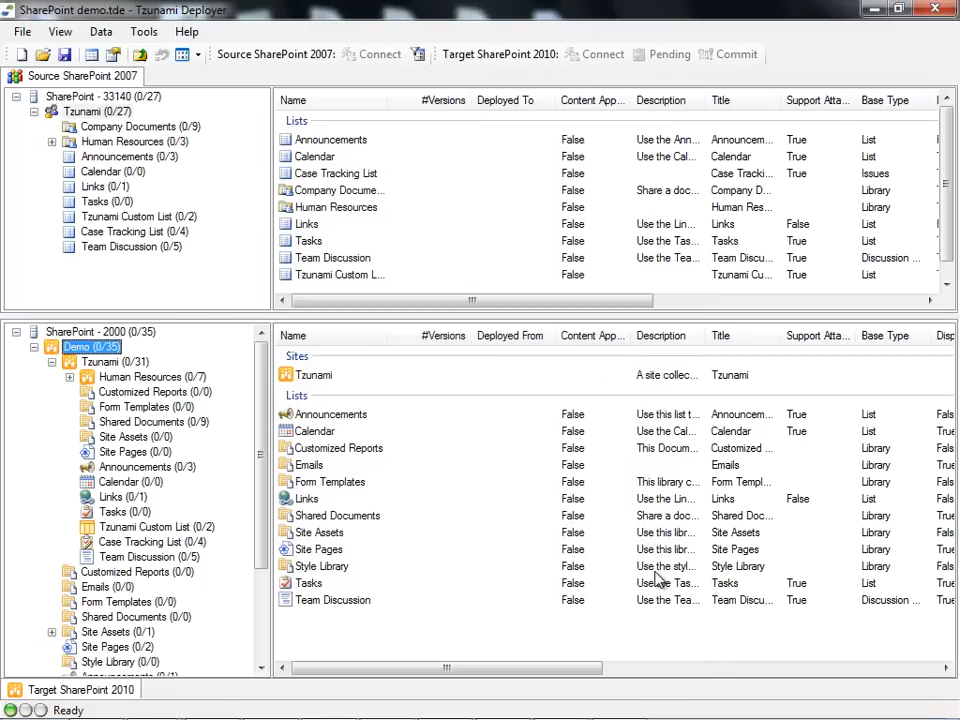 SharePoint demo.tde - Tzunami Deployer
File View Data Tools Help
Source SharePoint 2007: Connect Target SharePoint 2010: Connect Pending Commit
Source SharePoint 2007
SharePoint - 33140 (0/27)
Tzunami (0/27)
Company Documents (0/9)
Human Resources (0/3)
Announcements (0/3)
Calendar (0/0)
Links (0/1)
Tasks (0/0)
Tzunami Custom List (0/2)
Case Tracking List (0/4)
Team Discussion (0/5)
Name #Versions Deployed To Content App... Description Title Support Atta... Base Type
Lists
Announcements False Use the Ann... Announcem... True List
Calendar False Use the Cal... Calendar True List
Case Tracking List False Case Tracki... True Issues
Company Docume... False Share a doc... Company D... Library
Human Resources False Human Res... Library
Links False Use the Lin... Links False List
Tasks False Use the Tas... Tasks True List
Team Discussion False Use the Tea... Team Discu... True Discussion ...
Tzunami Custom L... False Tzunami Cu... True List
SharePoint - 2000 (0/35)
Demo (0/35)
Tzunami (0/31)
Human Resources (0/7)
Customized Reports (0/0)
Form Templates (0/0)
Shared Documents (0/9)
Site Assets (0/0)
Site Pages (0/0)
Announcements (0/3)
Calendar (0/0)
Links (0/1)
Tasks (0/0)
Tzunami Custom List (0/2)
Case Tracking List (0/4)
Team Discussion (0/5)
Customized Reports (0/0)
Emails (0/0)
Form Templates (0/0)
Shared Documents (0/0)
Site Assets (0/1)
Site Pages (0/2)
Style Library (0/0)
Name #Versions Deployed From Content App... Description Title Support Atta... Base Type Disp
Sites
Tzunami A site collec... Tzunami
Lists
Announcements False Use this list t... Announcem... True List Fals
Calendar False Use the Cal... Calendar True List Fals
Customized Reports False This Docum... Customized ... Library True
Emails False Emails Library Fals
Form Templates False This library c... Form Templ... Library True
Links False Use the Lin... Links False List Fals
Shared Documents False Share a doc... Shared Doc... Library Fals
Site Assets False Use this libr... Site Assets Library True
Site Pages False Use this libr... Site Pages Library True
Style Library False Use the styl... Style Library Library True
Tasks False Use the Tas... Tasks True List True
Team Discussion False Use the Tea... Team Discu... True Discussion ... True
Target SharePoint 2010
Ready